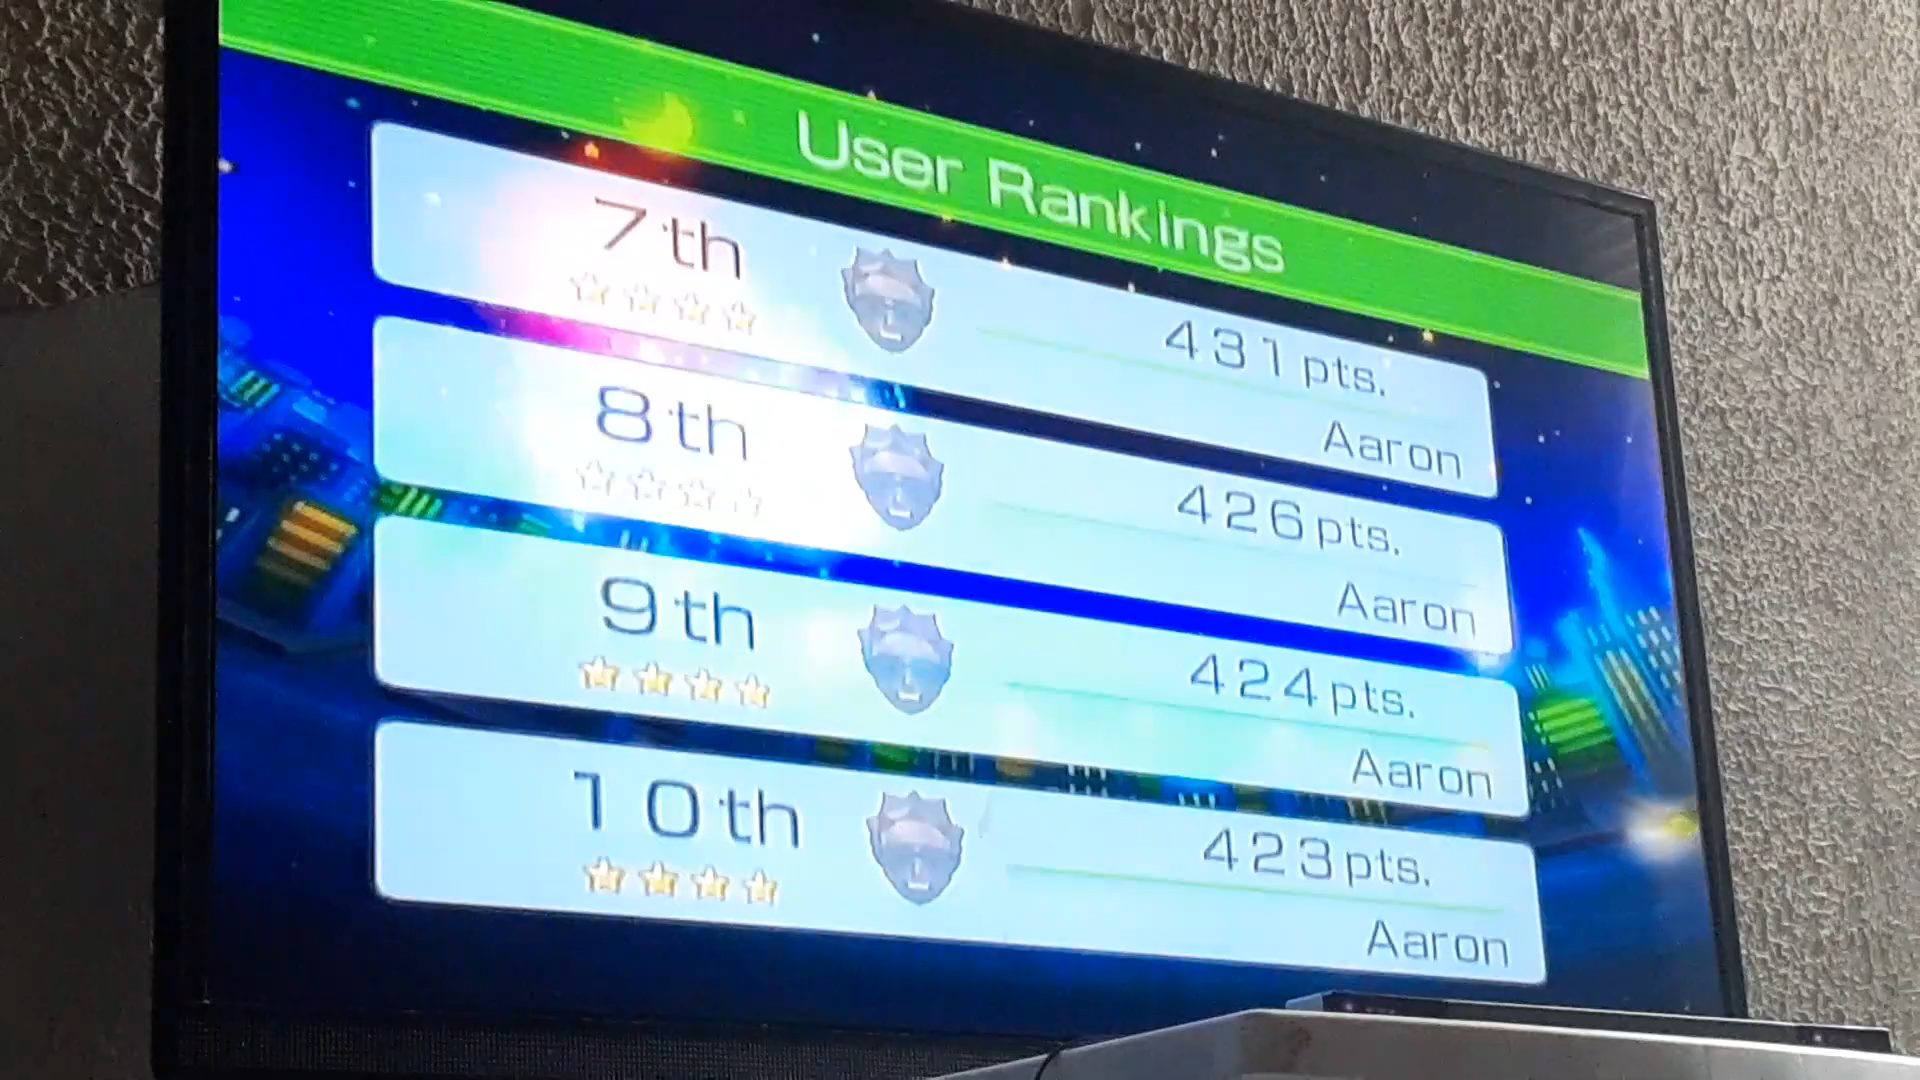 User Rankings
7th
431 pts.
Aaron
8th
426 pts.
Aaron
9th
424 pts.
Aaron
10th
423 pts.
Aaron